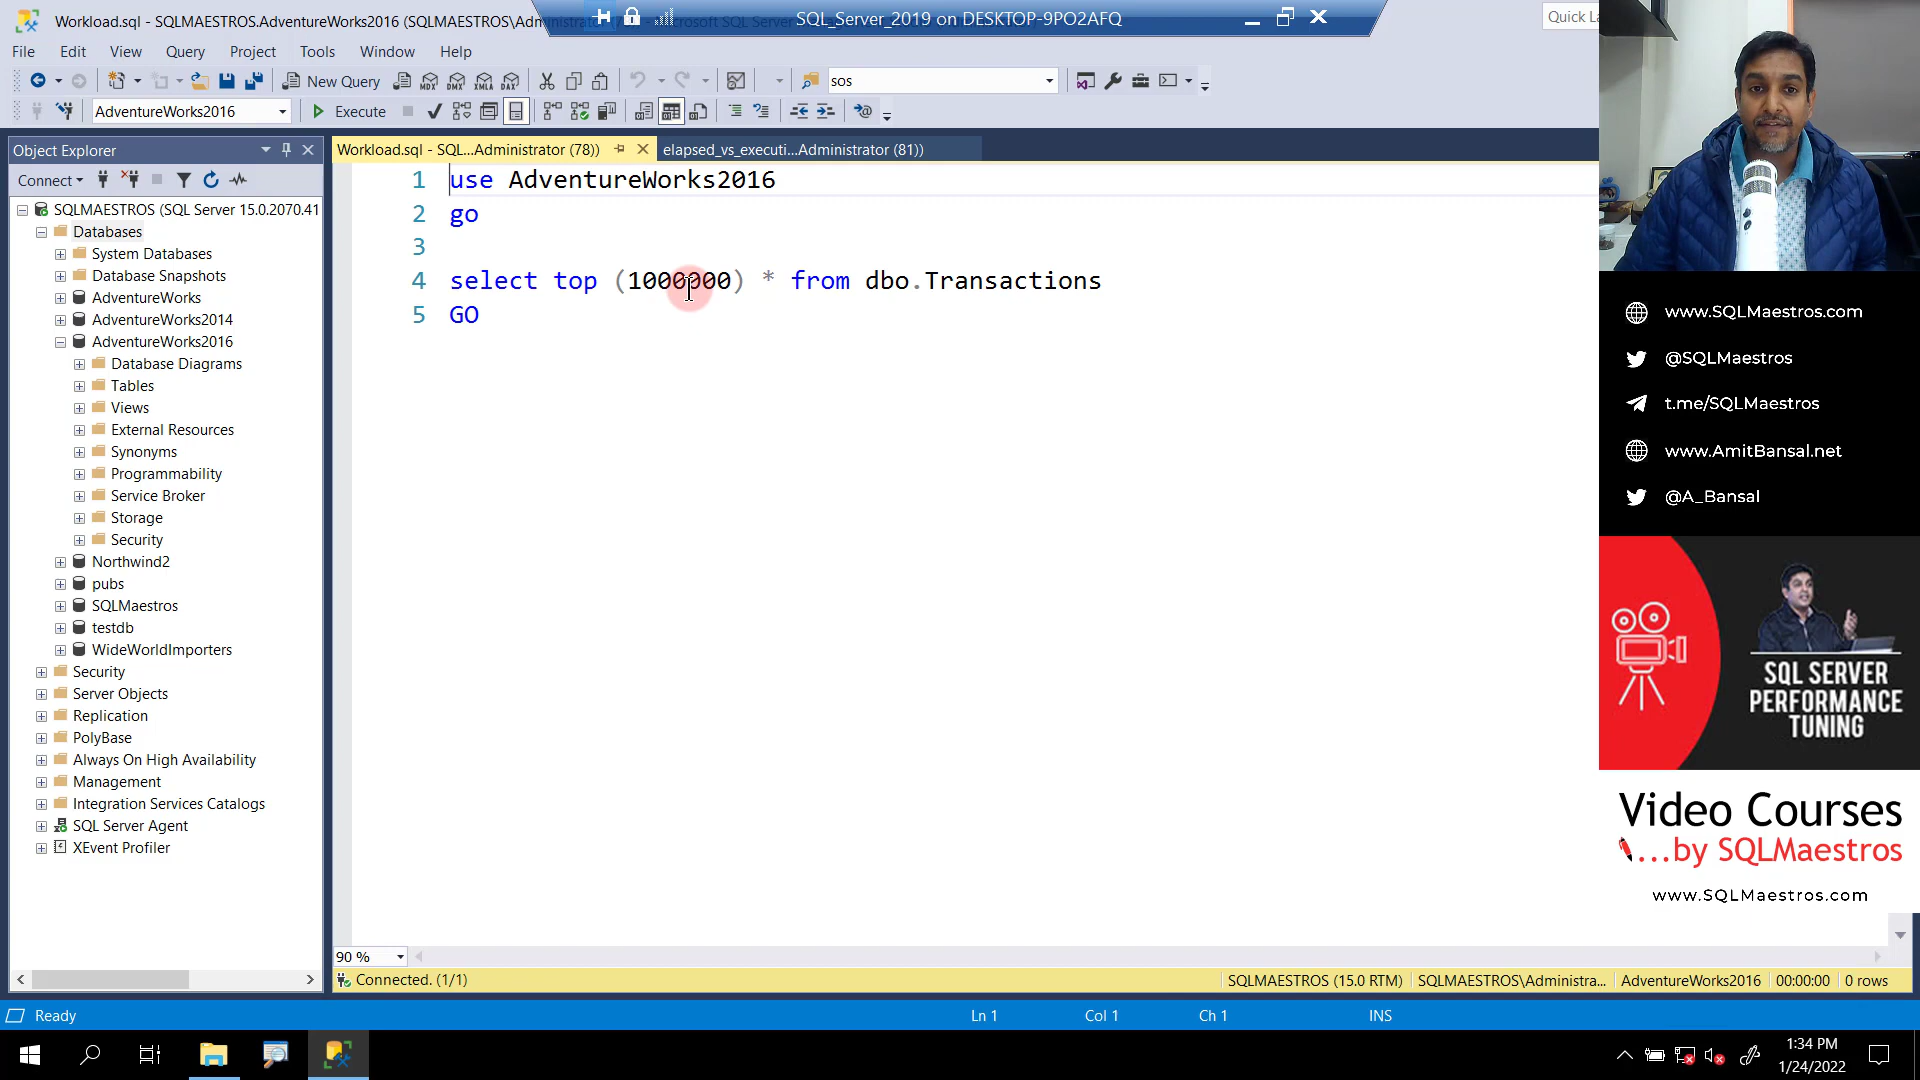 Workload.sql - SQLMAESTROS.AdventureWorks2016 (SQLMAESTROS\Adm
SQL_Server_2019 on DESKTOP-9PO2AFQ
Quick La
File Edit View Query Project Tools Window Help
New Query
MDX DMX XMLA DAX
sos
AdventureWorks2016
Execute
Object Explorer
Workload.sql - SQL...Administrator (78))
elapsed_vs_executi...Administrator (81))
Connect
SQLMAESTROS (SQL Server 15.0.2070.41
Databases
System Databases
Database Snapshots
AdventureWorks
AdventureWorks2014
AdventureWorks2016
Database Diagrams
Tables
Views
External Resources
Synonyms
Programmability
Service Broker
Storage
Security
Northwind2
pubs
SQLMaestros
testdb
WideWorldImporters
Security
Server Objects
Replication
PolyBase
Always On High Availability
Management
Integration Services Catalogs
SQL Server Agent
XEvent Profiler
1 use AdventureWorks2016
2 go
3
4 select top (1000000) * from dbo.Transactions
5 GO
90 %
Connected. (1/1)
SQLMAESTROS (15.0 RTM)
SQLMAESTROS\Administra...
AdventureWorks2016
00:00:00
0 rows
Ready
Ln 1
Col 1
Ch 1
INS
1:34 PM
1/24/2022
www.SQLMaestros.com
@SQLMaestros
t.me/SQLMaestros
www.AmitBansal.net
@A_Bansal
SQL SERVER
PERFORMANCE
TUNING
Video Courses
...by SQLMaestros
www.SQLMaestros.com